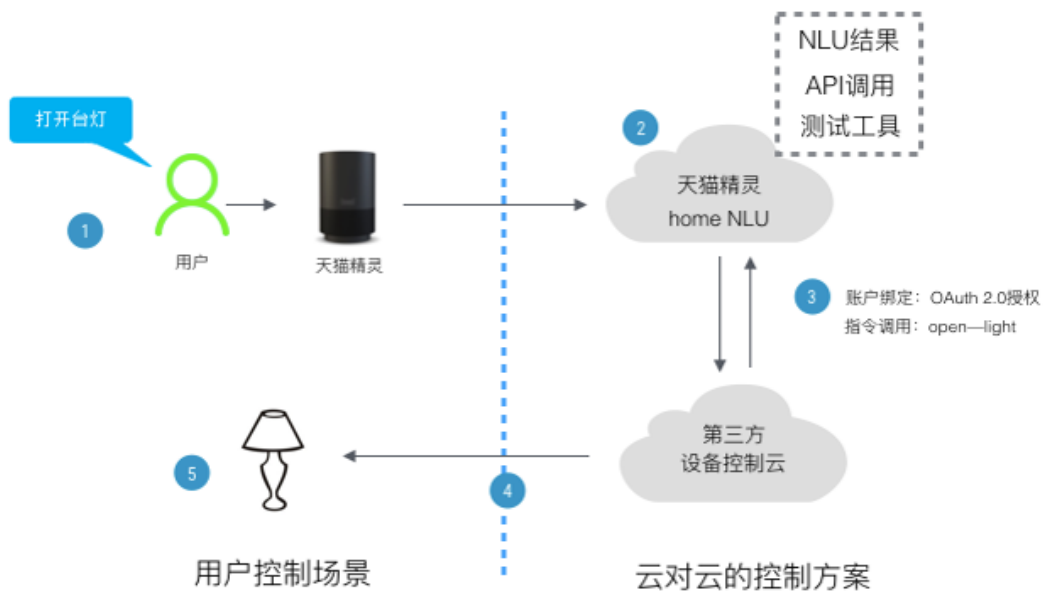 NLU结果
API调用
测试工具
打开台灯
2
天猫精灵
home NLU
1
用户
天猫精灵
3
账户绑定：OAuth 2.0授权
指令调用：open—light
第三方
设备控制云
5
4
用户控制场景
云对云的控制方案